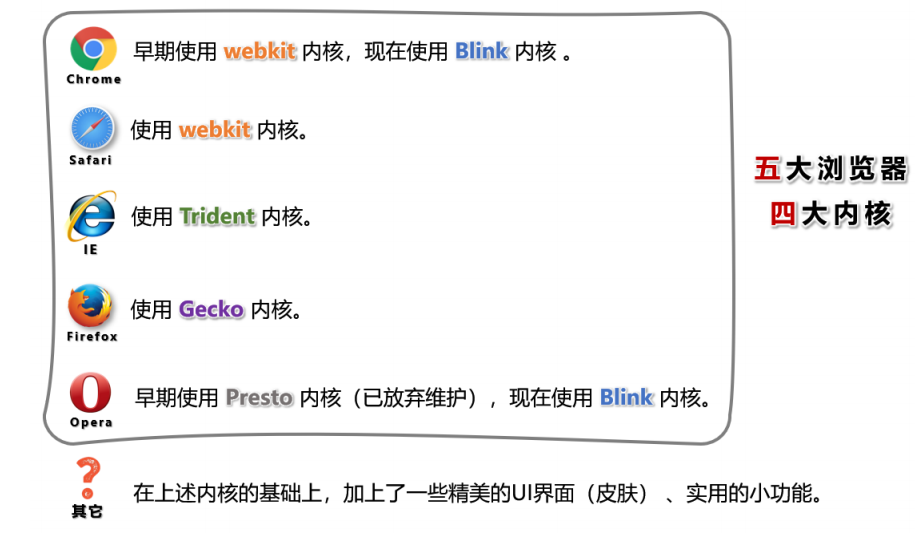 早期使用 webkit 内核，现在使用 Blink 内核 。
Chrome
使用 webkit 内核。
Safari
使用 Trident 内核。
IE
使用 Gecko 内核。
Firefox
早期使用 Presto 内核（已放弃维护），现在使用 Blink 内核。
Opera
五大浏览器
四大内核
在上述内核的基础上，加上了一些精美的UI界面（皮肤） 、实用的小功能。
其它